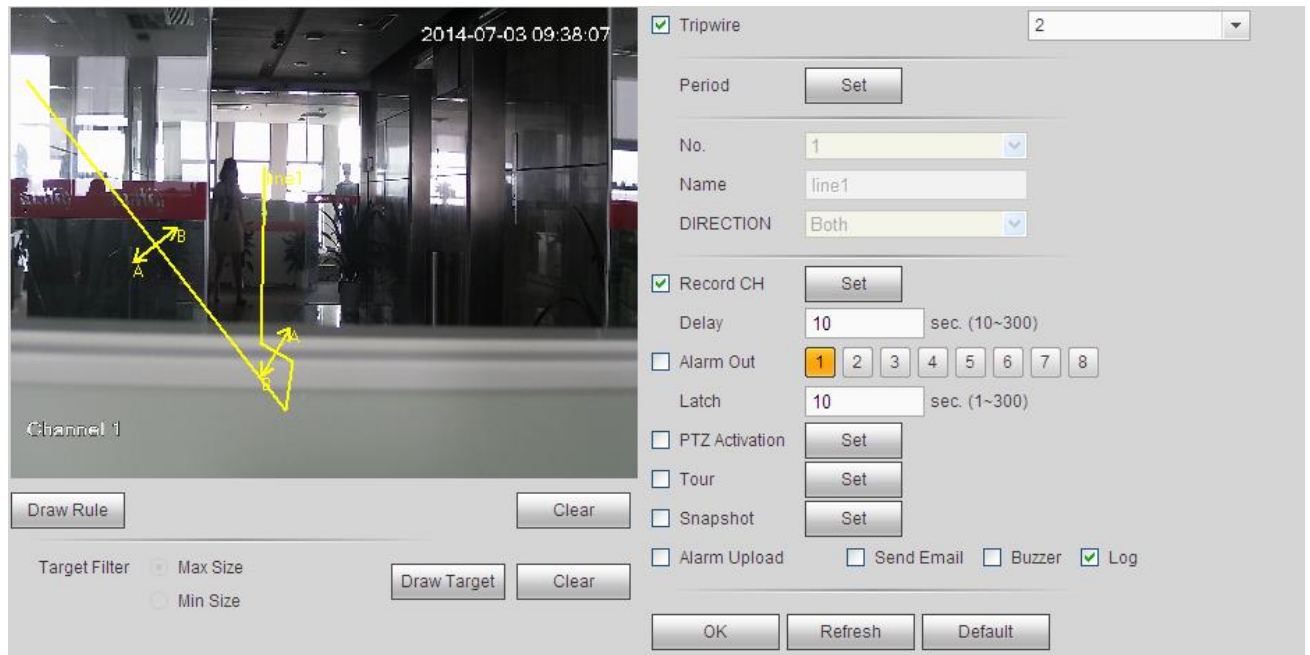 2014-07-03 09:38:07
line1
B
A
A
B
Channel 1
Draw Rule
Clear
Target Filter
Max Size
Min Size
Draw Target
Clear
Tripwire
2
Period
Set
No.
1
Name
line1
DIRECTION
Both
Record CH
Set
Delay
10
sec. (10~300)
Alarm Out
1 2 3 4 5 6 7 8
Latch
10
sec. (1~300)
PTZ Activation
Set
Tour
Set
Snapshot
Set
Alarm Upload
Send Email
Buzzer
Log
OK
Refresh
Default